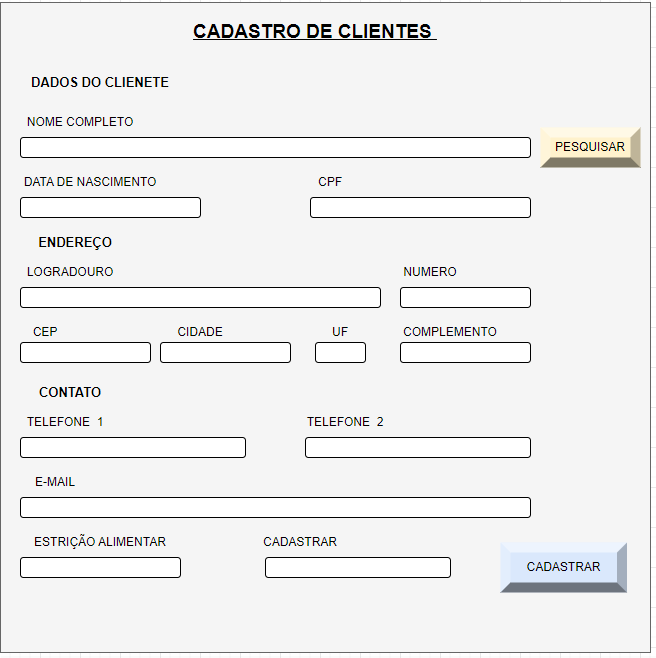 CADASTRO DE CLIENTES
DADOS DO CLIENETE
NOME COMPLETO
PESQUISAR
DATA DE NASCIMENTO CPF
ENDEREÇO
LOGRADOURO NUMERO
CEP CIDADE UF COMPLEMENTO
CONTATO
TELEFONE 1 TELEFONE 2
E-MAIL
ESTRIÇÃO ALIMENTAR CADASTRAR
CADASTRAR